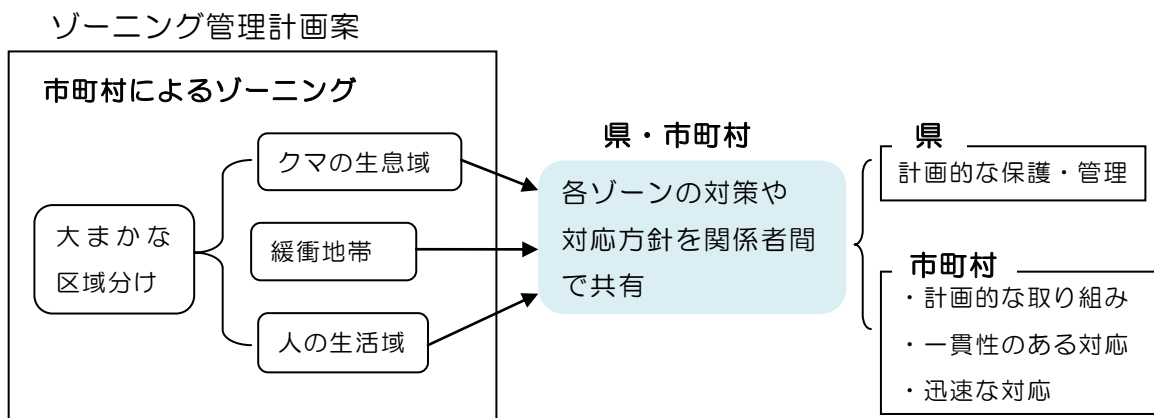 ゾーニング管理計画案
市町村によるゾーニング
大まかな
区域分け
クマの生息域
緩衝地帯
人の生活域
県・市町村
各ゾーンの対策や
対応方針を関係者間
で共有
県
計画的な保護・管理
市町村
・計画的な取り組み
・一貫性のある対応
・迅速な対応